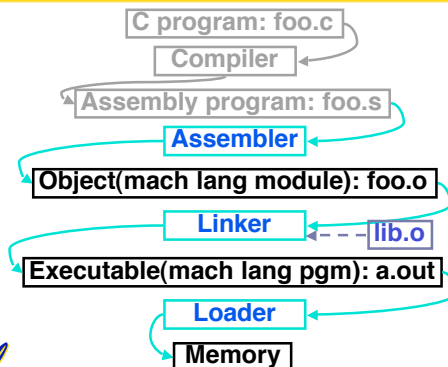 C program: foo.c
Compiler
Assembly program: foo.s
Assembler
Object(mach lang module): foo.o
Linker
lib.o
Executable(mach lang pgm): a.out
Loader
Memory